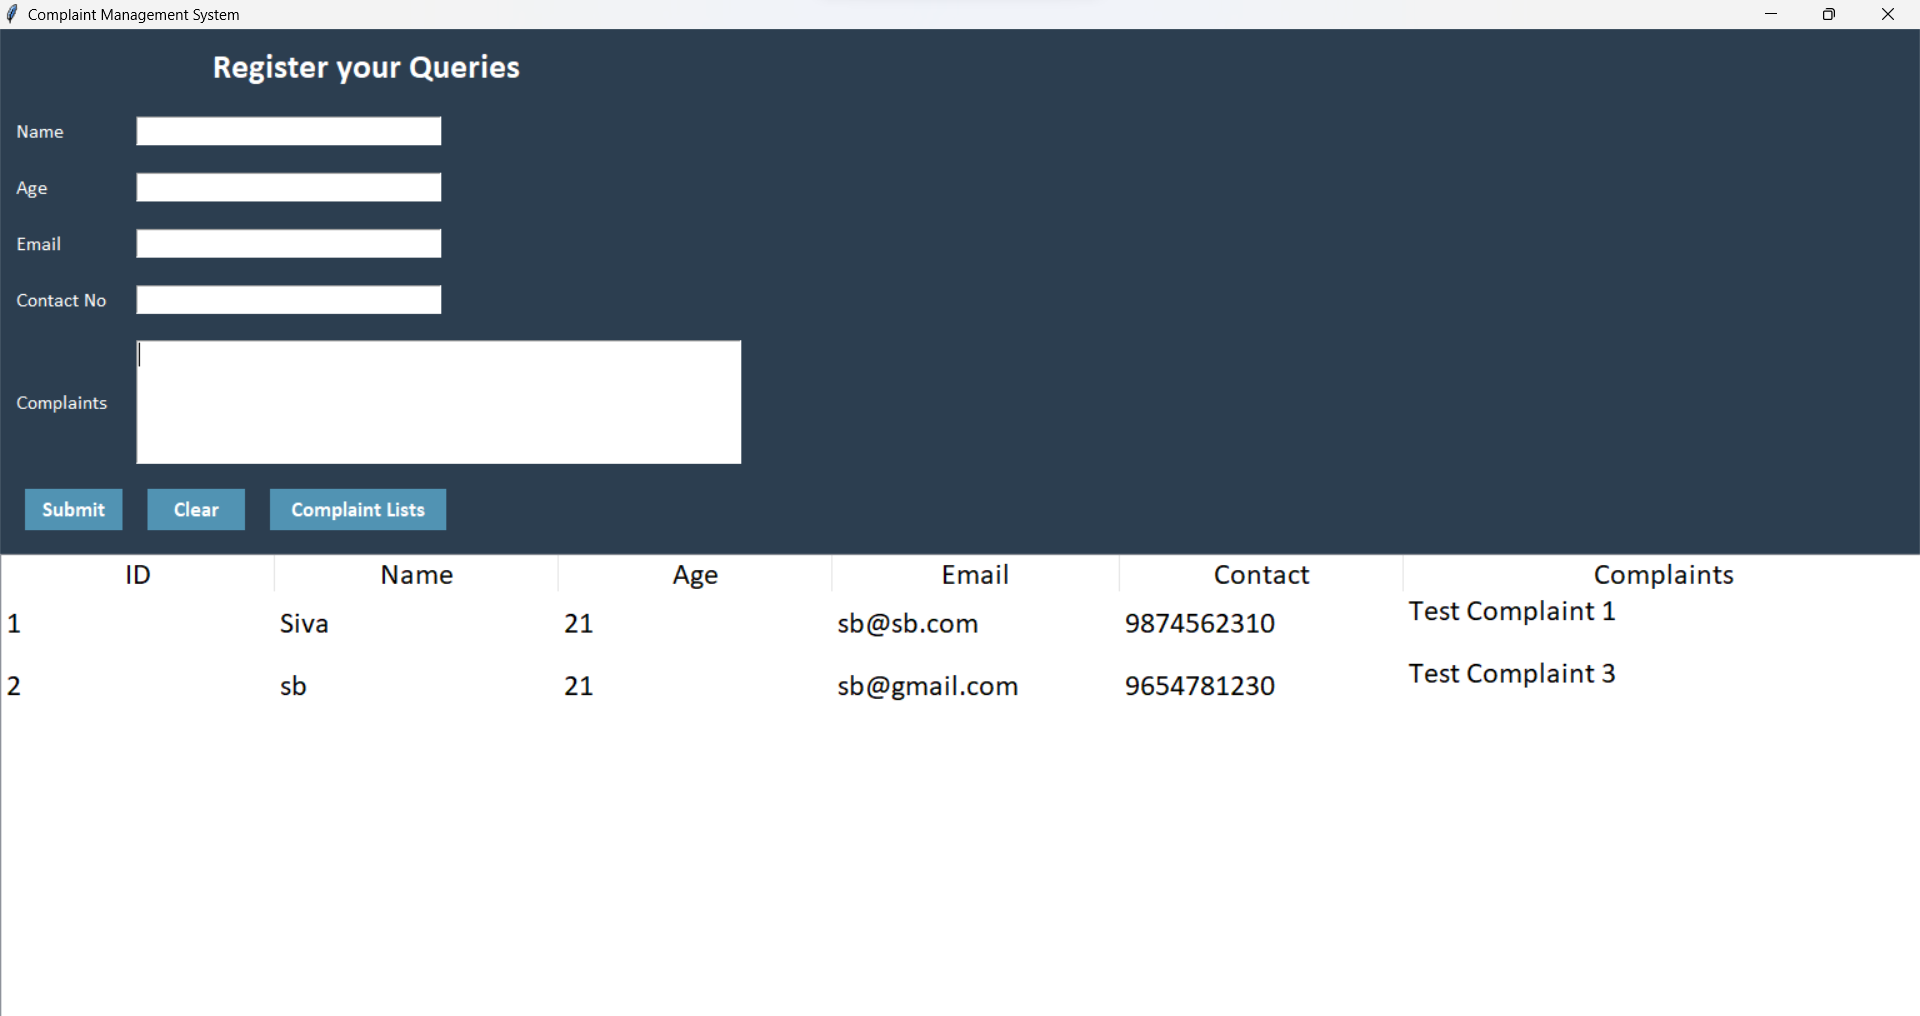 Complaint Management System
Register your Queries
Name
Age
Email
Contact No
Complaints
Submit Clear Complaint Lists
ID Name Age Email Contact Complaints
1 Siva 21 sb@sb.com 9874562310 Test Complaint 1
2 sb 21 sb@gmail.com 9654781230 Test Complaint 3